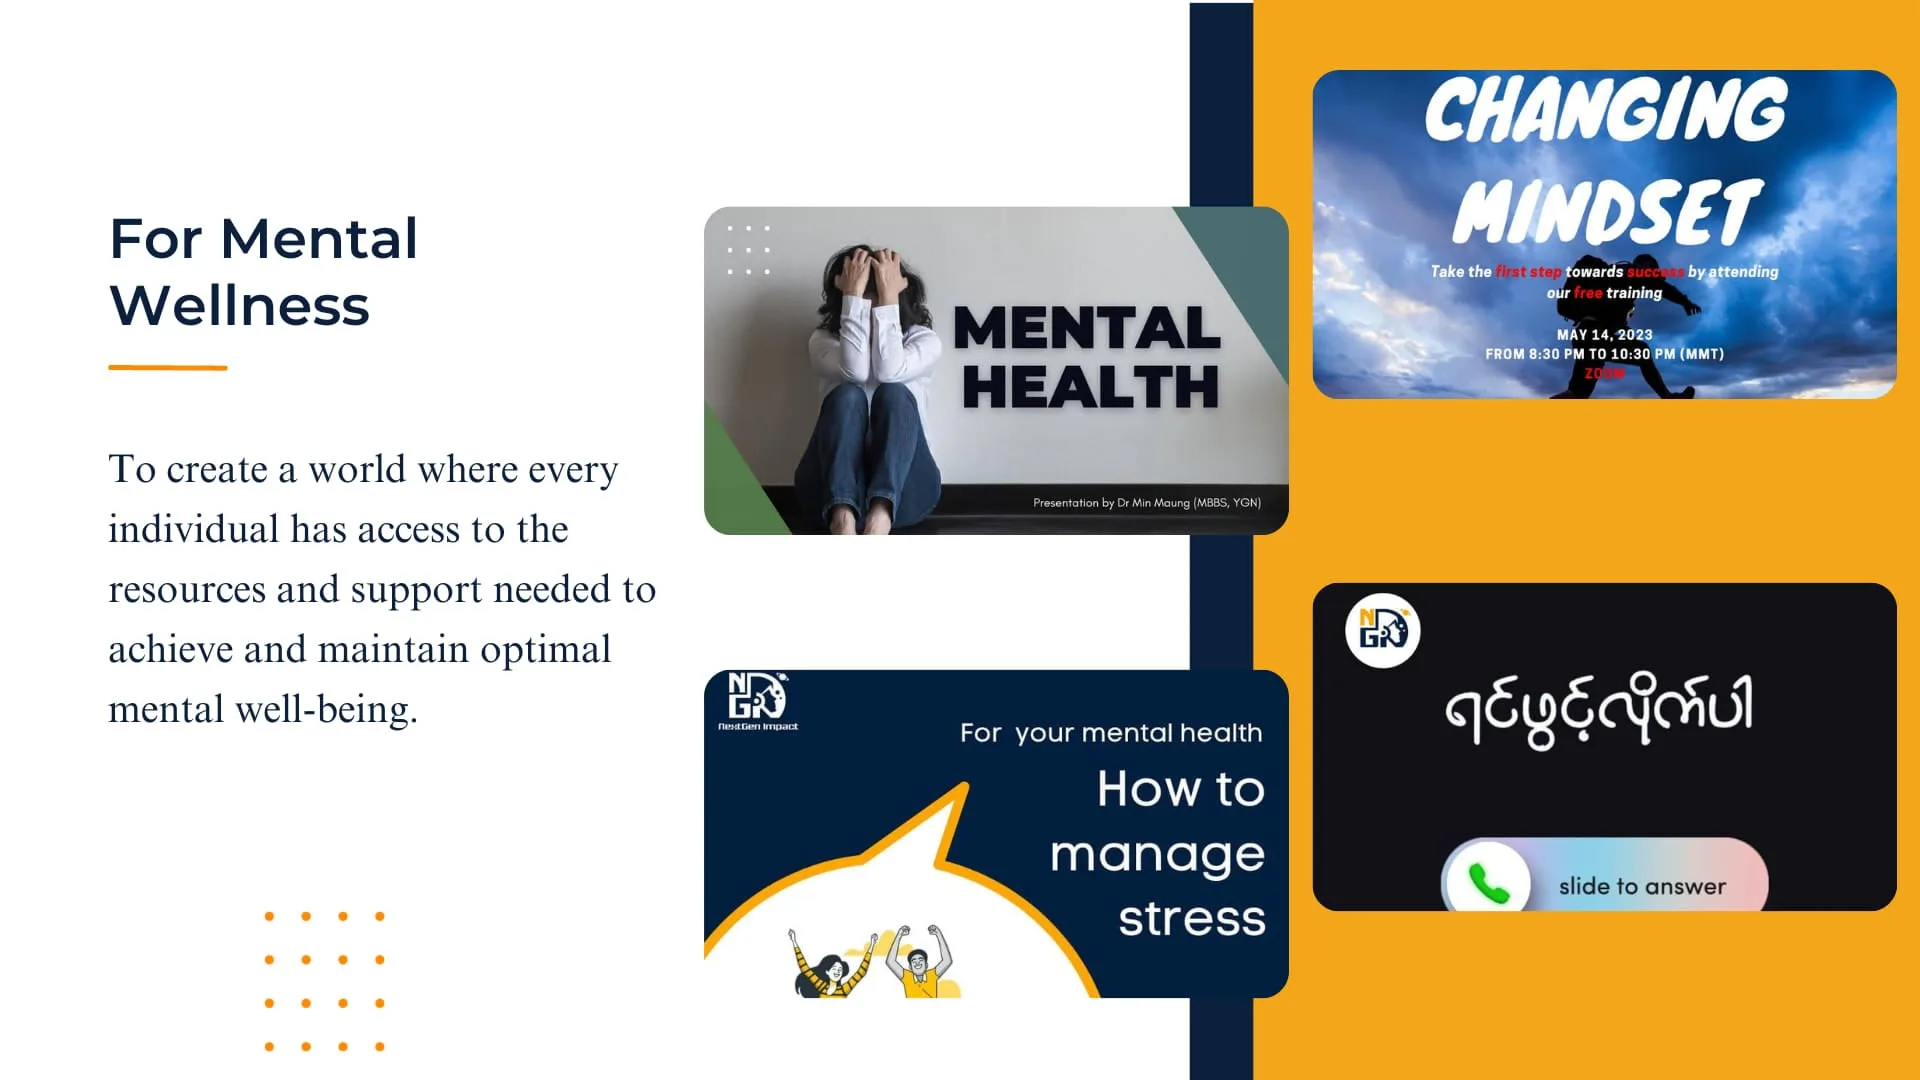 For Mental
Wellness
To create a world where every
individual has access to the
resources and support needed to
achieve and maintain optimal
mental well-being.
MENTAL
HEALTH
Presentation by Dr Min Maung (MBBS, YGN)
CHANGING
MINDSET
Take the first step towards success by attending
our free training
MAY 14, 2023
FROM 8:30 PM TO 10:30 PM (MMT)
ZOOM
NGN
NextGen Impact
For your mental health
How to
manage
stress
NGN
ရင်ဖွင့်လိုက်ပါ
slide to answer